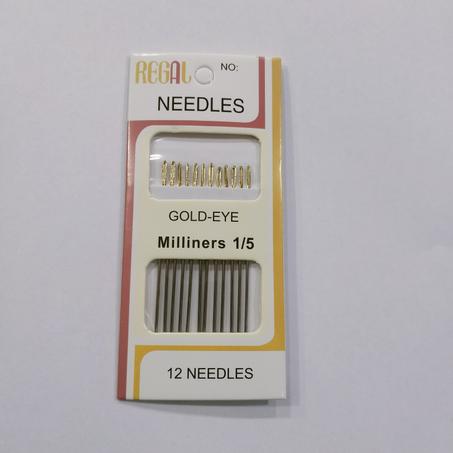 REGAL
NO:
NEEDLES
GOLD-EYE
Milliners 1/5
12 NEEDLES